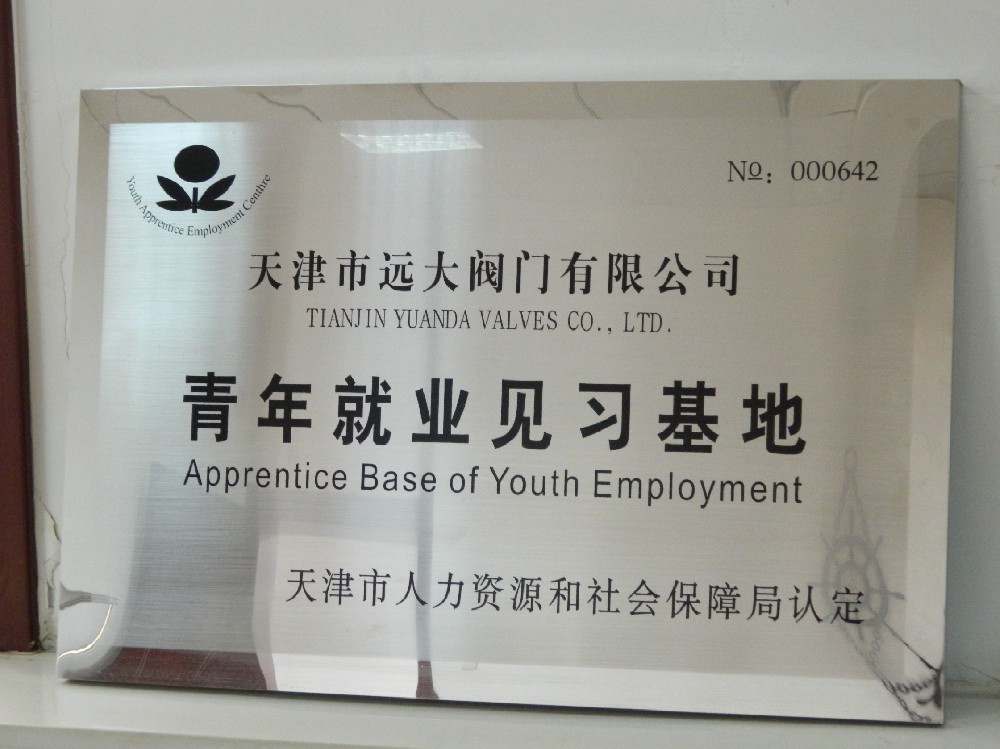 Youth Apprentice Employment Centhre
№: 000642
天津市远大阀门有限公司
TIANJIN YUANDA VALVES CO., LTD.
青年就业见习基地
Apprentice Base of Youth Employment
天津市人力资源和社会保障局认定